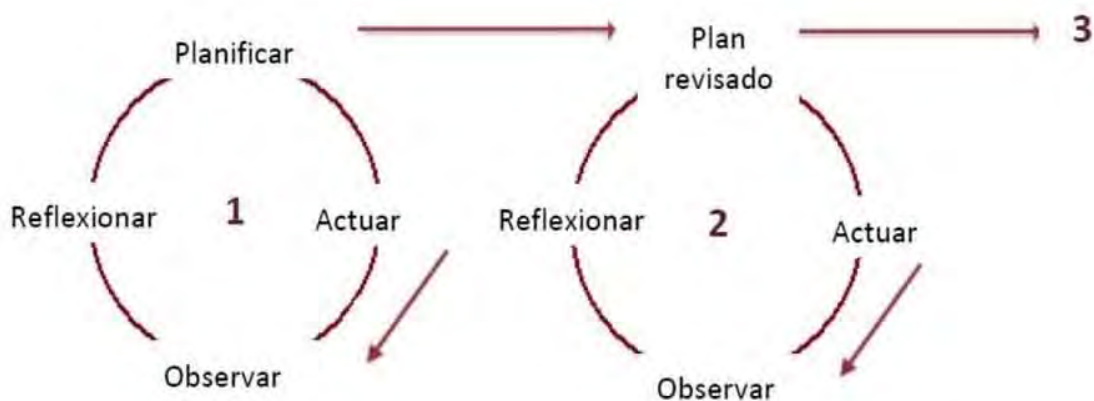 Planificar
Plan
revisado
3
Reflexionar
1
Actuar
Reflexionar
2
Actuar
Observar
Observar